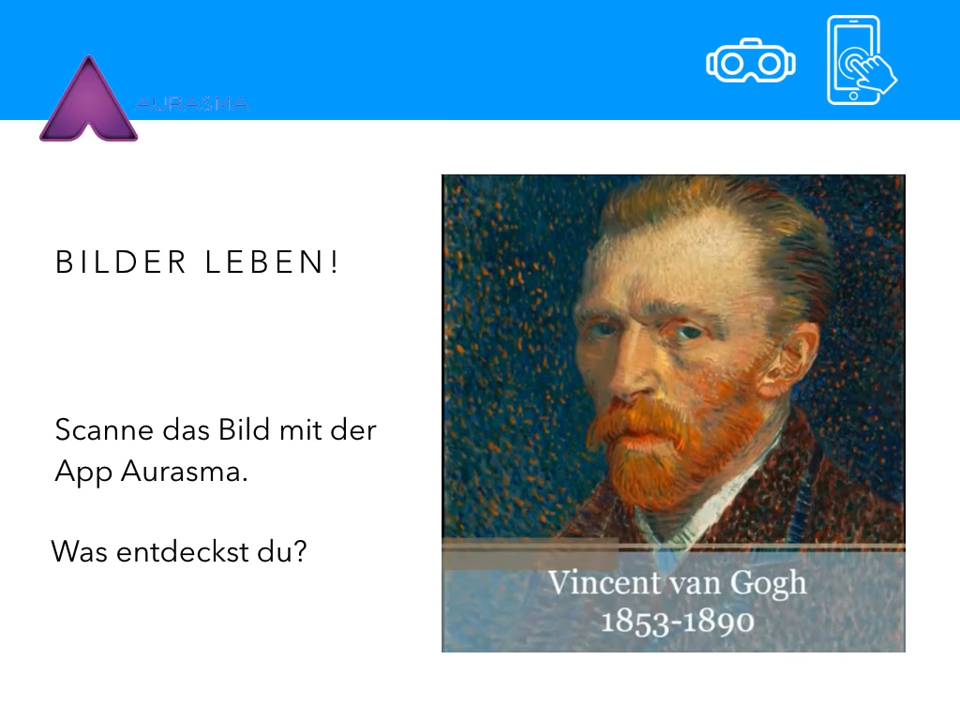 AURASMA
BILDER LEBEN!
Scanne das Bild mit der
App Aurasma.
Was entdeckst du?
Vincent van Gogh
1853-1890